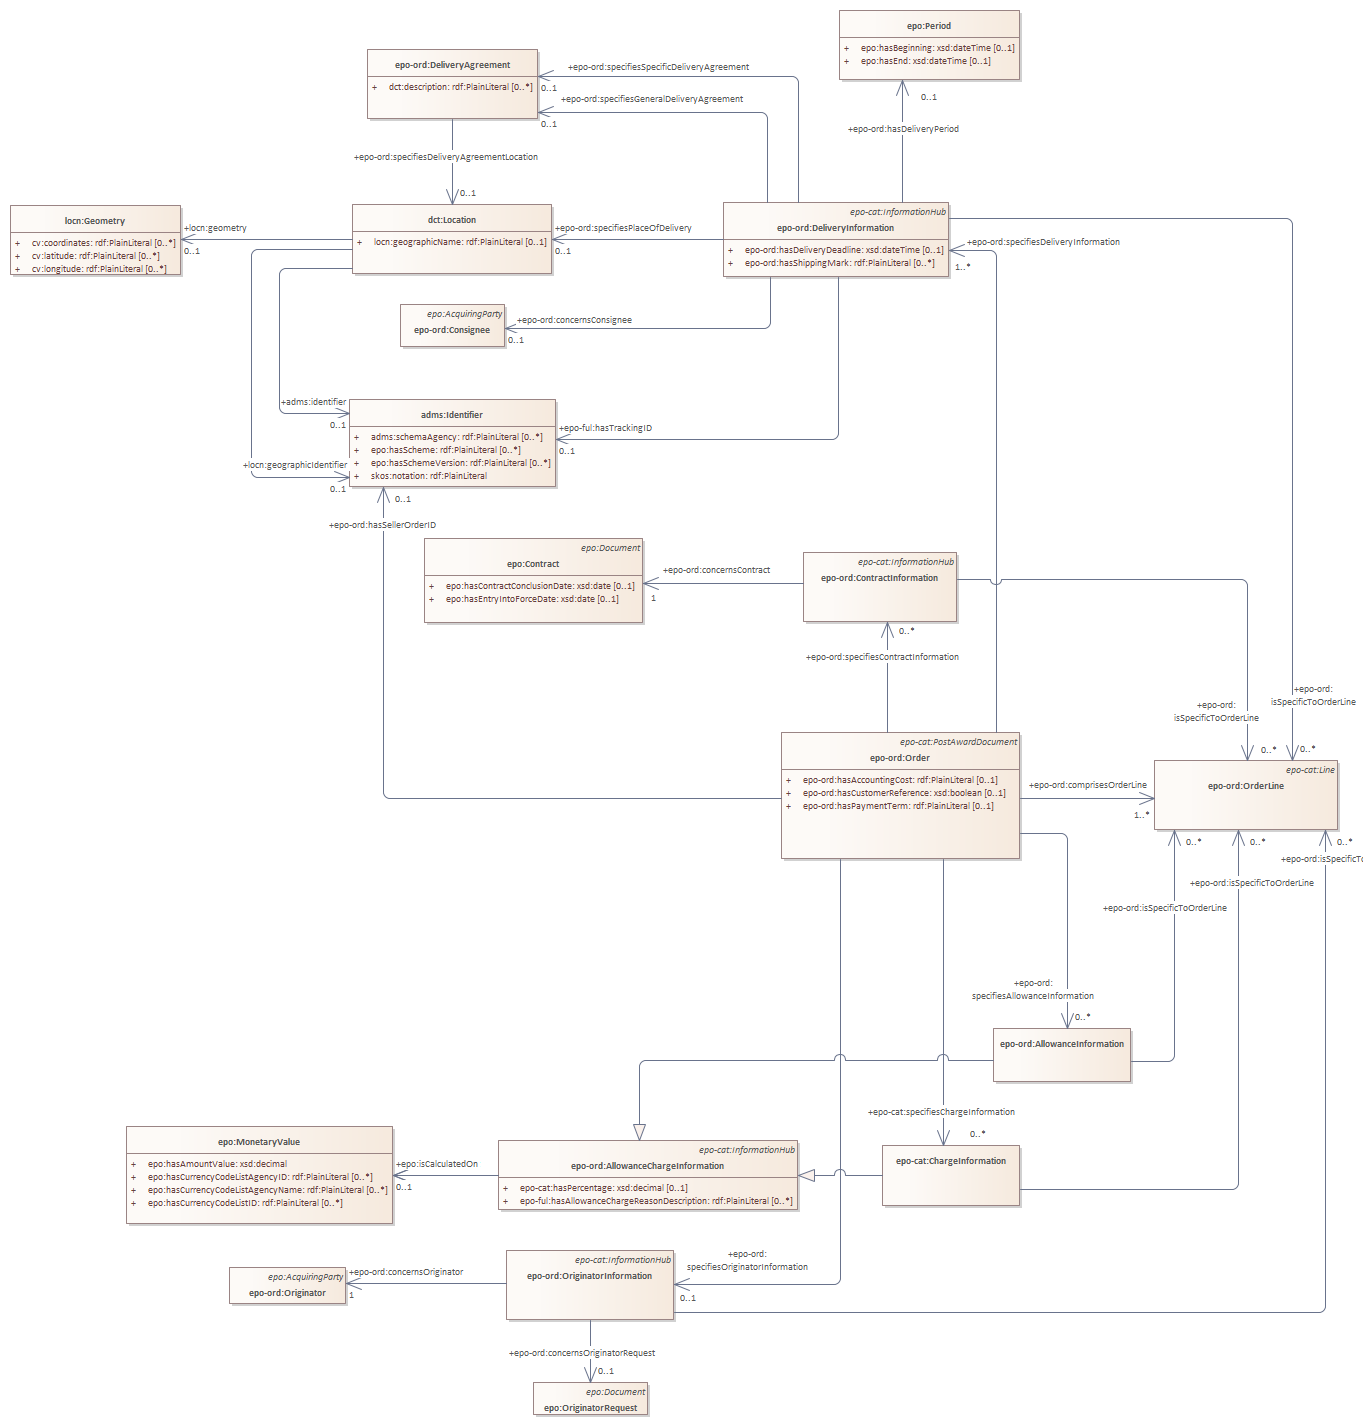 epo:Period
+ epo:hasBeginning: xsd:dateTime [0..1]
+ epo:hasEnd: xsd:dateTime [0..1]
0..1
+epo-ord:hasDeliveryPeriod
epo-ord:DeliveryAgreement
+ dct:description: rdf:PlainLiteral [0..*]
+epo-ord:specifiesSpecificDeliveryAgreement
0..1
+epo-ord:specifiesGeneralDeliveryAgreement
0..1
+epo-ord:specifiesDeliveryAgreementLocation
0..1
locn:Geometry
+ cv:coordinates: rdf:PlainLiteral [0..*]
+ cv:latitude: rdf:PlainLiteral [0..*]
+ cv:longitude: rdf:PlainLiteral [0..*]
+locn:geometry
0..1
dct:Location
+ locn:geographicName: rdf:PlainLiteral [0..1]
+epo-ord:specifiesPlaceOfDelivery
0..1
epo-cat:InformationHub
epo-ord:DeliveryInformation
+ epo-ord:hasDeliveryDeadline: xsd:dateTime [0..1]
+ epo-ord:hasShippingMark: rdf:PlainLiteral [0..*]
+epo-ord:specifiesDeliveryInformation
1..*
epo:AcquiringParty
epo-ord:Consignee
+epo-ord:concernsConsignee
0..1
+adms:identifier
0..1
adms:Identifier
+ adms:schemaAgency: rdf:PlainLiteral [0..*]
+ epo:hasScheme: rdf:PlainLiteral [0..*]
+ epo:hasSchemeVersion: rdf:PlainLiteral [0..*]
+ skos:notation: rdf:PlainLiteral
+epo-ful:hasTrackingID
0..1
+locn:geographicIdentifier
0..1
0..1
+epo-ord:hasSellerOrderID
epo:Document
epo:Contract
+ epo:hasContractConclusionDate: xsd:date [0..1]
+ epo:hasEntryIntoForceDate: xsd:date [0..1]
+epo-ord:concernsContract
1
epo-cat:InformationHub
epo-ord:ContractInformation
0..*
+epo-ord:specifiesContractInformation
+epo-ord:
isSpecificToOrderLine
0..*
+epo-ord:
isSpecificToOrderLine
0..*
epo-cat:PostAwardDocument
epo-ord:Order
+ epo-ord:hasAccountingCost: rdf:PlainLiteral [0..1]
+ epo-ord:hasCustomerReference: xsd:boolean [0..1]
+ epo-ord:hasPaymentTerm: rdf:PlainLiteral [0..1]
+epo-ord:comprisesOrderLine
1..*
epo-cat:Line
epo-ord:OrderLine
0..*
0..*
0..*
+epo-ord:isSpecificTo
+epo-ord:isSpecificToOrderLine
+epo-ord:isSpecificToOrderLine
+epo-ord:
specifiesAllowanceInformation
0..*
epo-ord:AllowanceInformation
+epo-cat:specifiesChargeInformation
0..*
epo-cat:ChargeInformation
epo:MonetaryValue
+ epo:hasAmountValue: xsd:decimal
+ epo:hasCurrencyCodeListAgencyID: rdf:PlainLiteral [0..*]
+ epo:hasCurrencyCodeListAgencyName: rdf:PlainLiteral [0..*]
+ epo:hasCurrencyCodeListID: rdf:PlainLiteral [0..*]
+epo:isCalculatedOn
0..1
epo-cat:InformationHub
epo-ord:AllowanceChargeInformation
+ epo-cat:hasPercentage: xsd:decimal [0..1]
+ epo-ful:hasAllowanceChargeReasonDescription: rdf:PlainLiteral [0..*]
epo:AcquiringParty
epo-ord:Originator
+epo-ord:concernsOriginator
1
epo-cat:InformationHub
epo-ord:OriginatorInformation
+epo-ord:
specifiesOriginatorInformation
0..1
+epo-ord:concernsOriginatorRequest
0..1
epo:Document
epo:OriginatorRequest